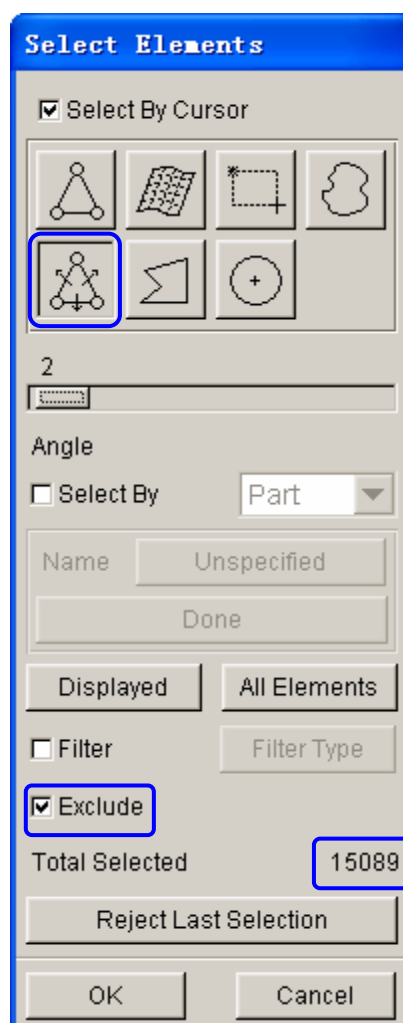 Select Elements
Select By Cursor
2
Angle
Select By Part
Name Unspecified
Done
Displayed All Elements
Filter Filter Type
Exclude
Total Selected 15089
Reject Last Selection
OK Cancel